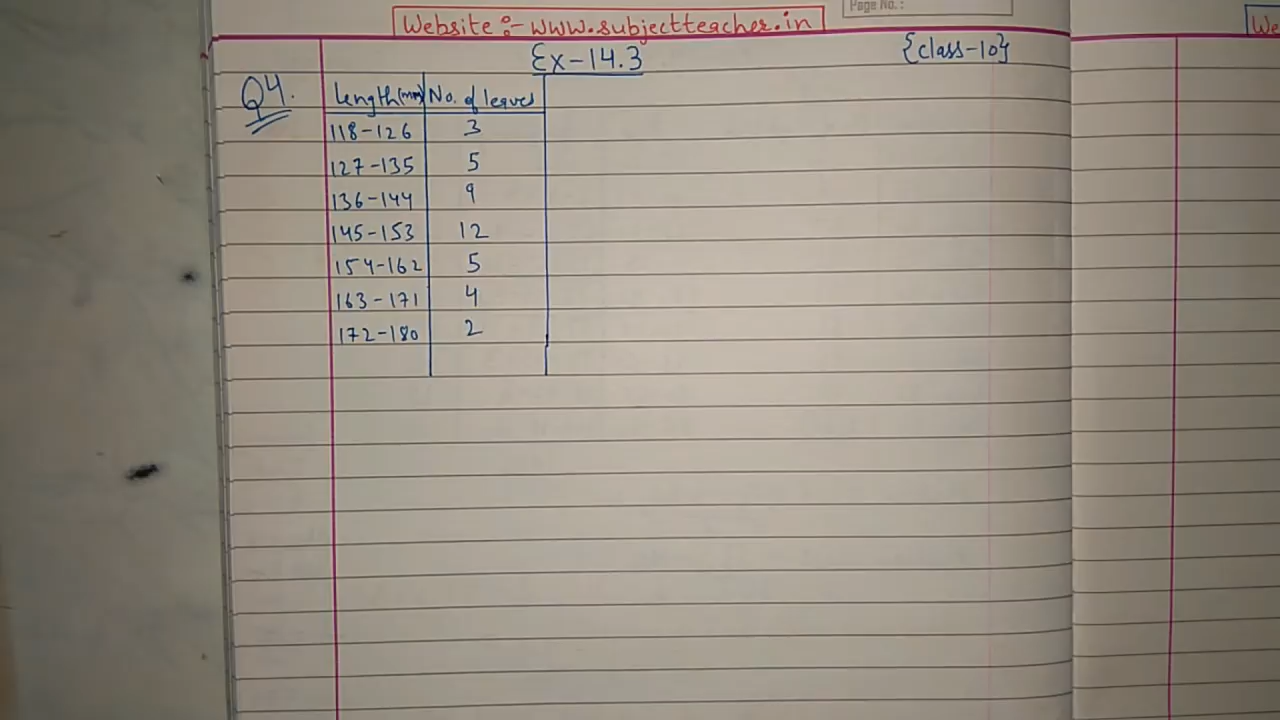 Page No.:
Website :- www.subjectteacher.in
Ex-14.3
{class-10}
Q4.
Length(mm) No. of leaves
118-126 3
127-135 5
136-144 9
145-153 12
154-162 5
163-171 4
172-180 2
We